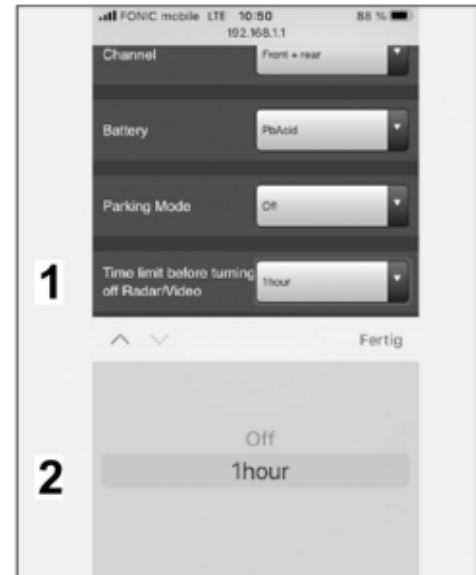 FONIC mobile LTE 10:50 88 %
192.168.1.1
Channel Front + rear
Battery PbAcid
Parking Mode Off
1
Time limit before turning off Radar/Video 1hour
Fertig
Off
2
1hour